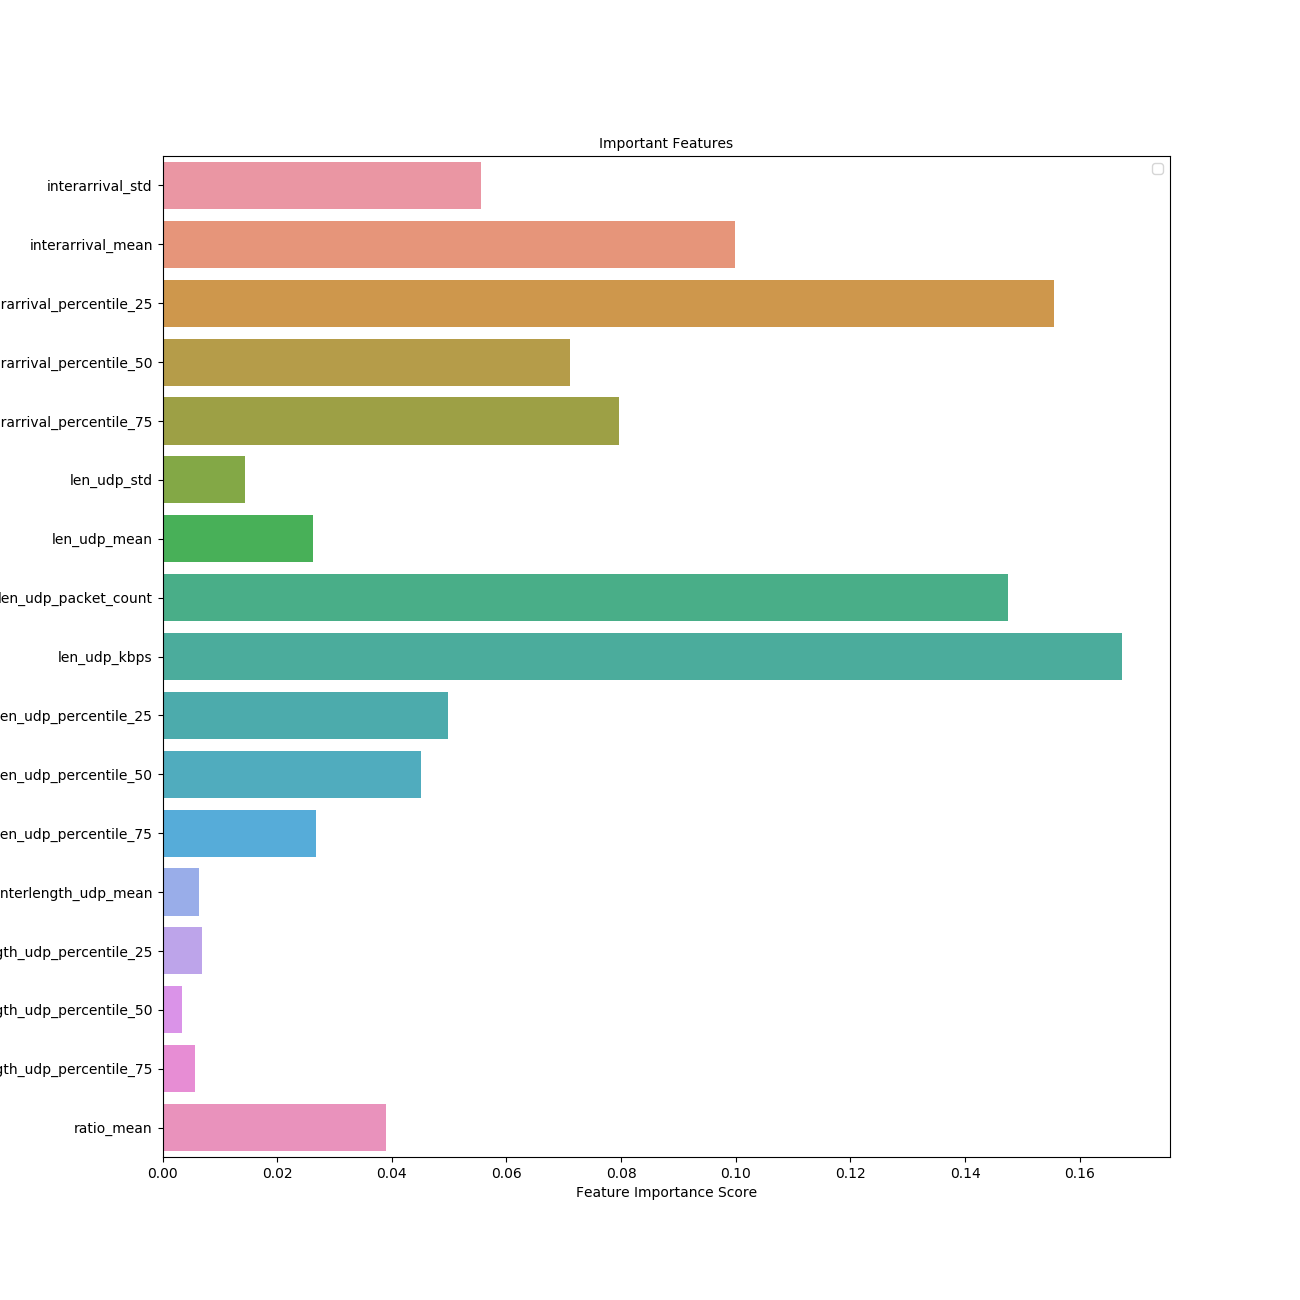 Important Features
interarrival_std
interarrival_mean
rarrival_percentile_25
rarrival_percentile_50
rarrival_percentile_75
len_udp_std
len_udp_mean
len_udp_packet_count
len_udp_kbps
en_udp_percentile_25
en_udp_percentile_50
en_udp_percentile_75
nterlength_udp_mean
gth_udp_percentile_25
gth_udp_percentile_50
gth_udp_percentile_75
ratio_mean
0.00 0.02 0.04 0.06 0.08 0.10 0.12 0.14 0.16
Feature Importance Score